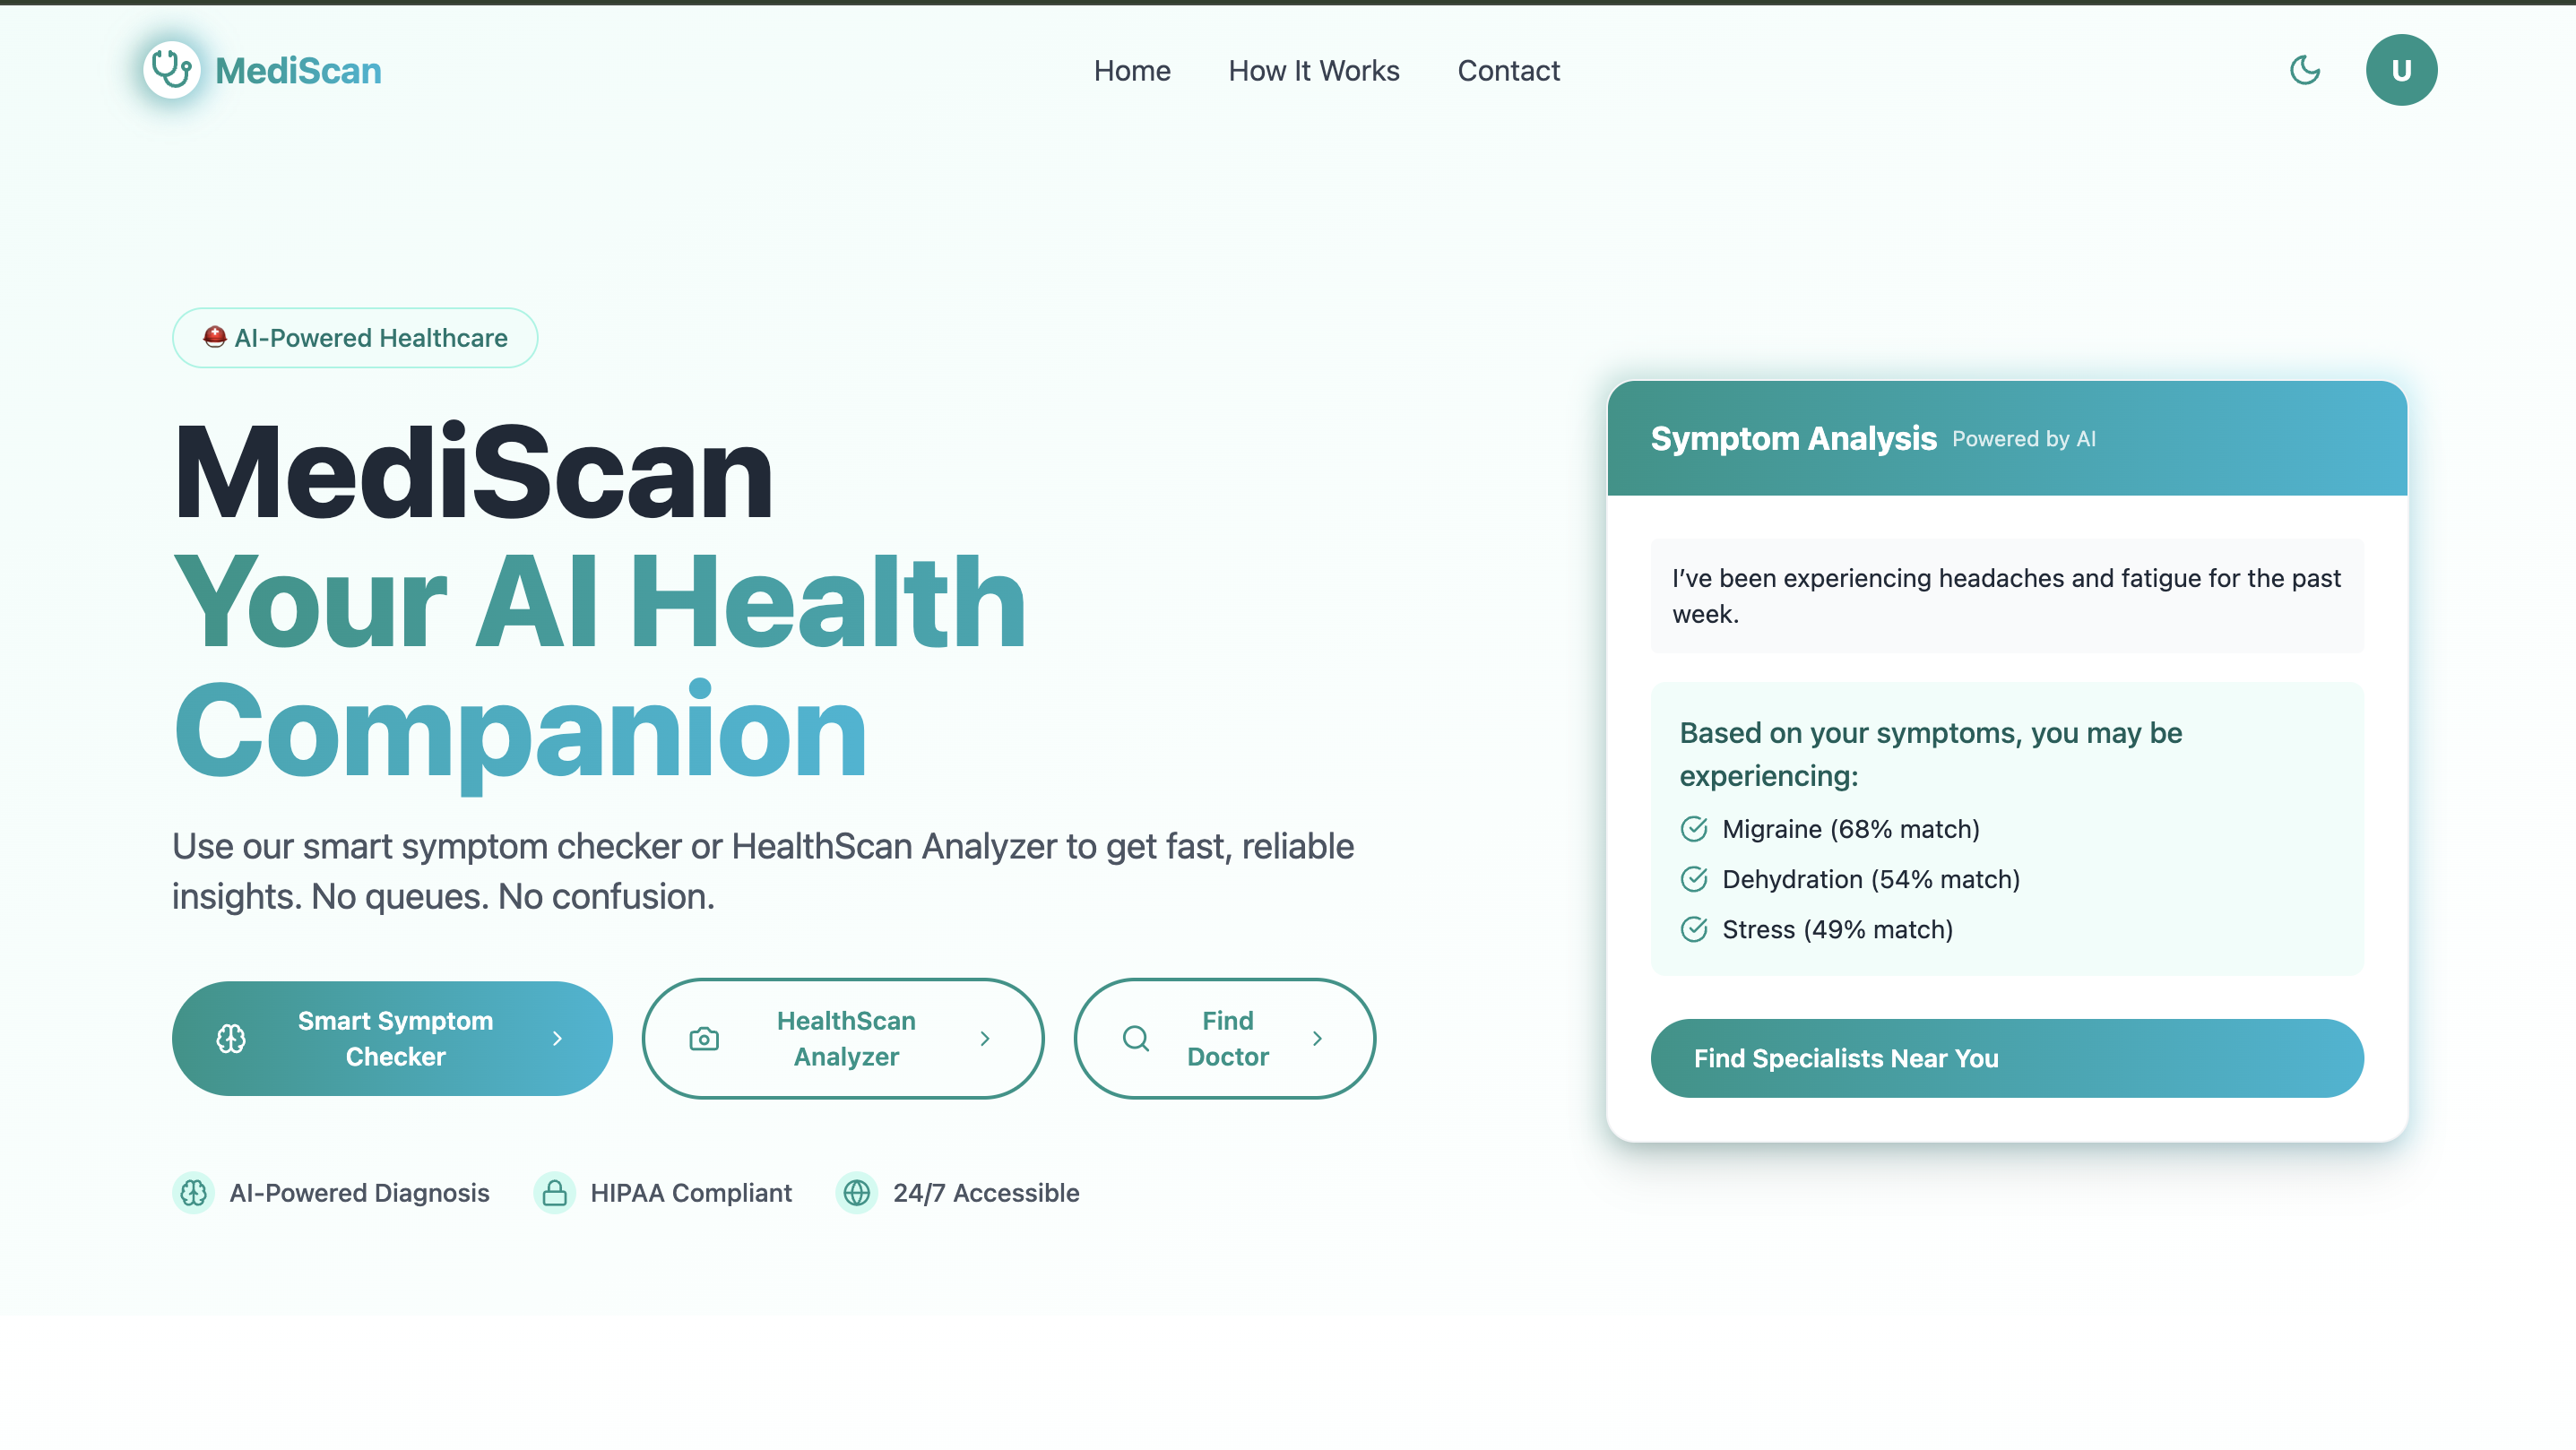 MediScan
Home
How It Works
Contact
U
AI-Powered Healthcare
MediScan
Your AI Health
Companion
Use our smart symptom checker or HealthScan Analyzer to get fast, reliable
insights. No queues. No confusion.
Smart Symptom
Checker
HealthScan
Analyzer
Find
Doctor
AI-Powered Diagnosis
HIPAA Compliant
24/7 Accessible
Symptom Analysis Powered by AI
I’ve been experiencing headaches and fatigue for the past
week.
Based on your symptoms, you may be
experiencing:
Migraine (68% match)
Dehydration (54% match)
Stress (49% match)
Find Specialists Near You